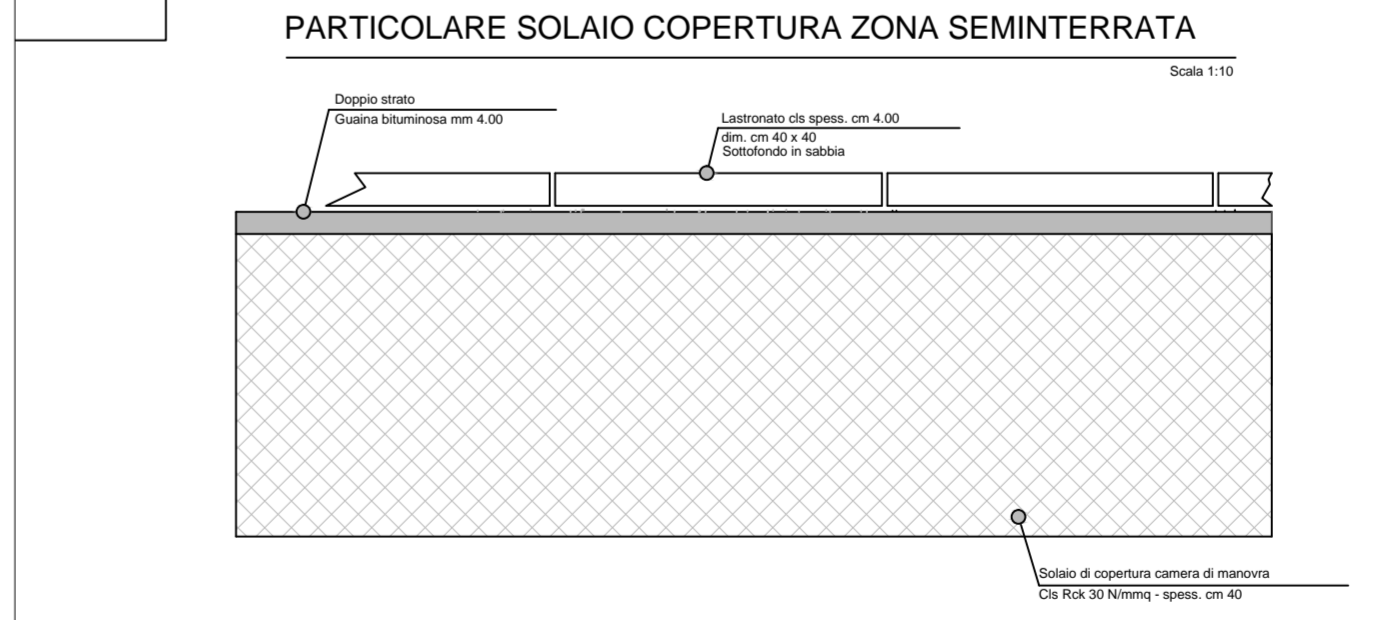 PARTICOLARE SOLAIO COPERTURA ZONA SEMINTERRATA
Scala 1:10
Doppio strato
Guaina bituminosa mm 4.00
Lastronato cls spess. cm 4.00
dim. cm 40 x 40
Sottofondo in sabbia
Solaio di copertura camera di manovra
Cls Rck 30 N/mmq - spess. cm 40